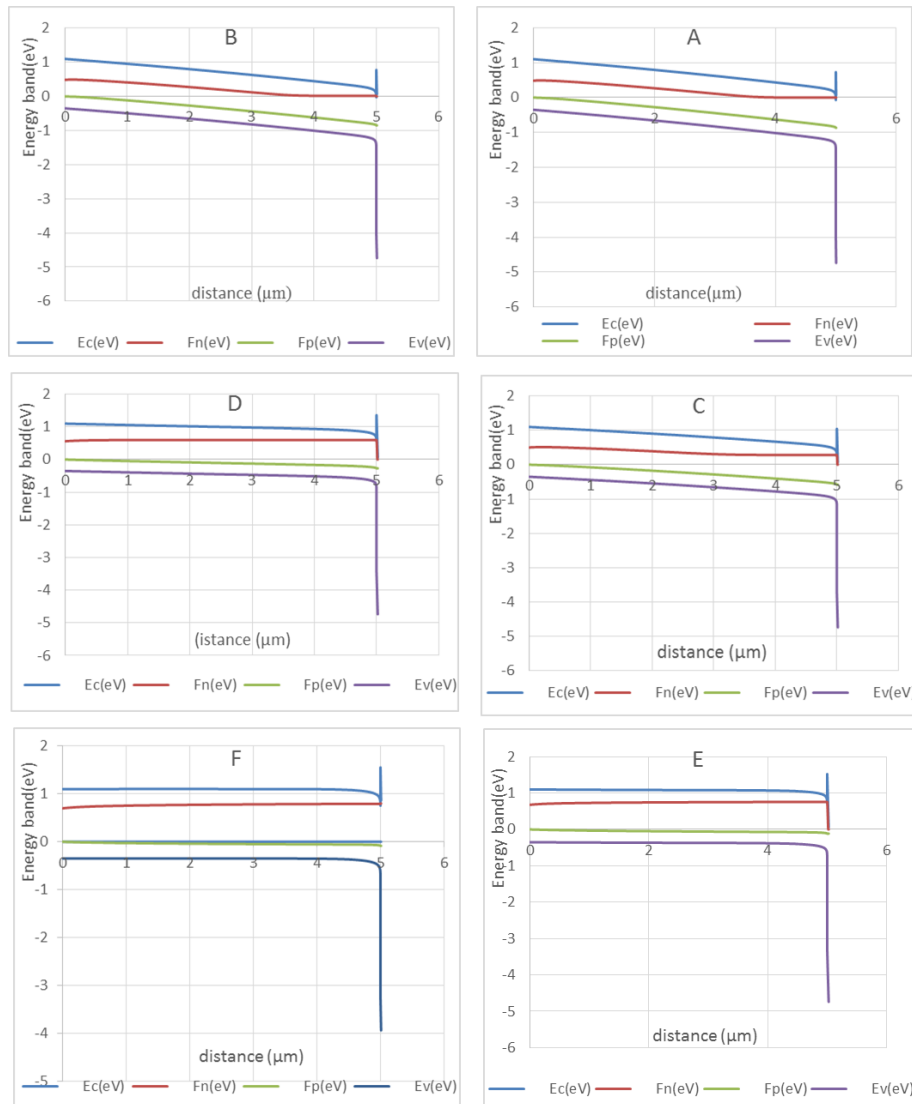 B
Energy band(eV)
2
1
0
-1
-2
-3
-4
-5
-6
0 1 2 3 4 5 6
distance (μm)
Ec(eV) Fn(eV) Fp(eV) Ev(eV)
A
Energy band(eV)
2
1
0
-1
-2
-3
-4
-5
-6
0 2 4 6
distance(μm)
Ec(eV) Fn(eV)
Fp(eV) Ev(eV)
D
Energy band(eV)
2
1
0
-1
-2
-3
-4
-5
-6
0 1 2 3 4 5 6
(istance (μm)
Ec(eV) Fn(eV) Fp(eV) Ev(eV)
C
Energy band(eV)
2
1
0
-1
-2
-3
-4
-5
-6
0 1 2 3 4 5 6
distance (μm)
Ec(eV) Fn(eV) Fp(eV) Ev(eV)
F
Energy band(eV)
2
1
0
-1
-2
-3
-4
-5
0 1 2 3 4 5 6
distance (μm)
Ec(eV) Fn(eV) Fp(eV) Ev(eV)
E
Energy band(eV)
2
1
0
-1
-2
-3
-4
-5
-6
0 2 4 6
distance (μm)
Ec(eV) Fn(eV) Fp(eV) Ev(eV)